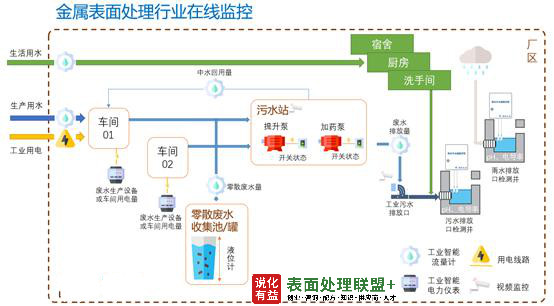 金属表面处理行业在线监控
生活用水
宿舍
厨房
洗手间
厂区
中水回用量
生产用水
工业用电
车间
01
车间
02
污水站
提升泵
加药泵
开关状态
开关状态
废水
排放量
废水生产设备
或车间用电量
废水生产设备
或车间用电量
零散废水量
零散废水
收集池/罐
液位计
工业污水
排放口
pH、电导率
pH、电导率
雨水排放
口检测井
污水排放
口检测井
工业智能
流量计
用电线路
工业智能
电力仪表
视频监控
说化
有益
表面处理联盟+